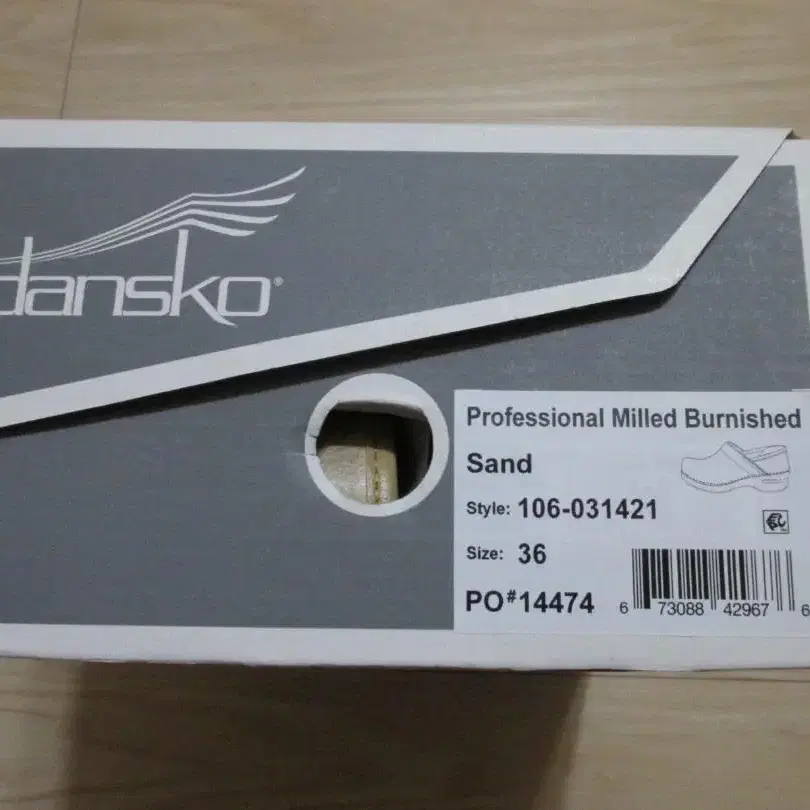 dansko®
Professional Milled Burnished
Sand
Style: 106-031421
Size: 36
PO#14474
6 73088 42967 6